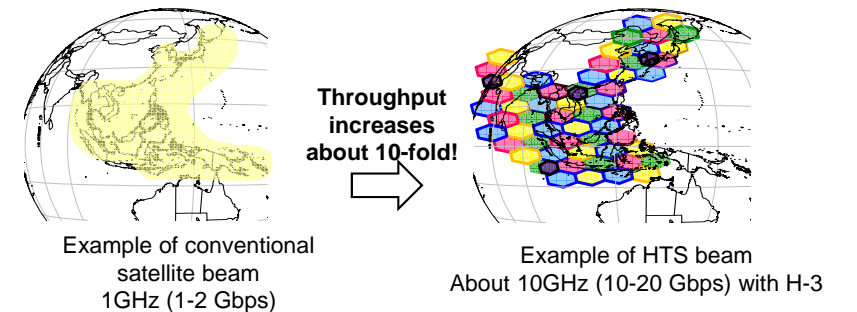 Throughput
increases
about 10-fold!
Example of conventional
satellite beam
1GHz (1-2 Gbps)
Example of HTS beam
About 10GHz (10-20 Gbps) with H-3